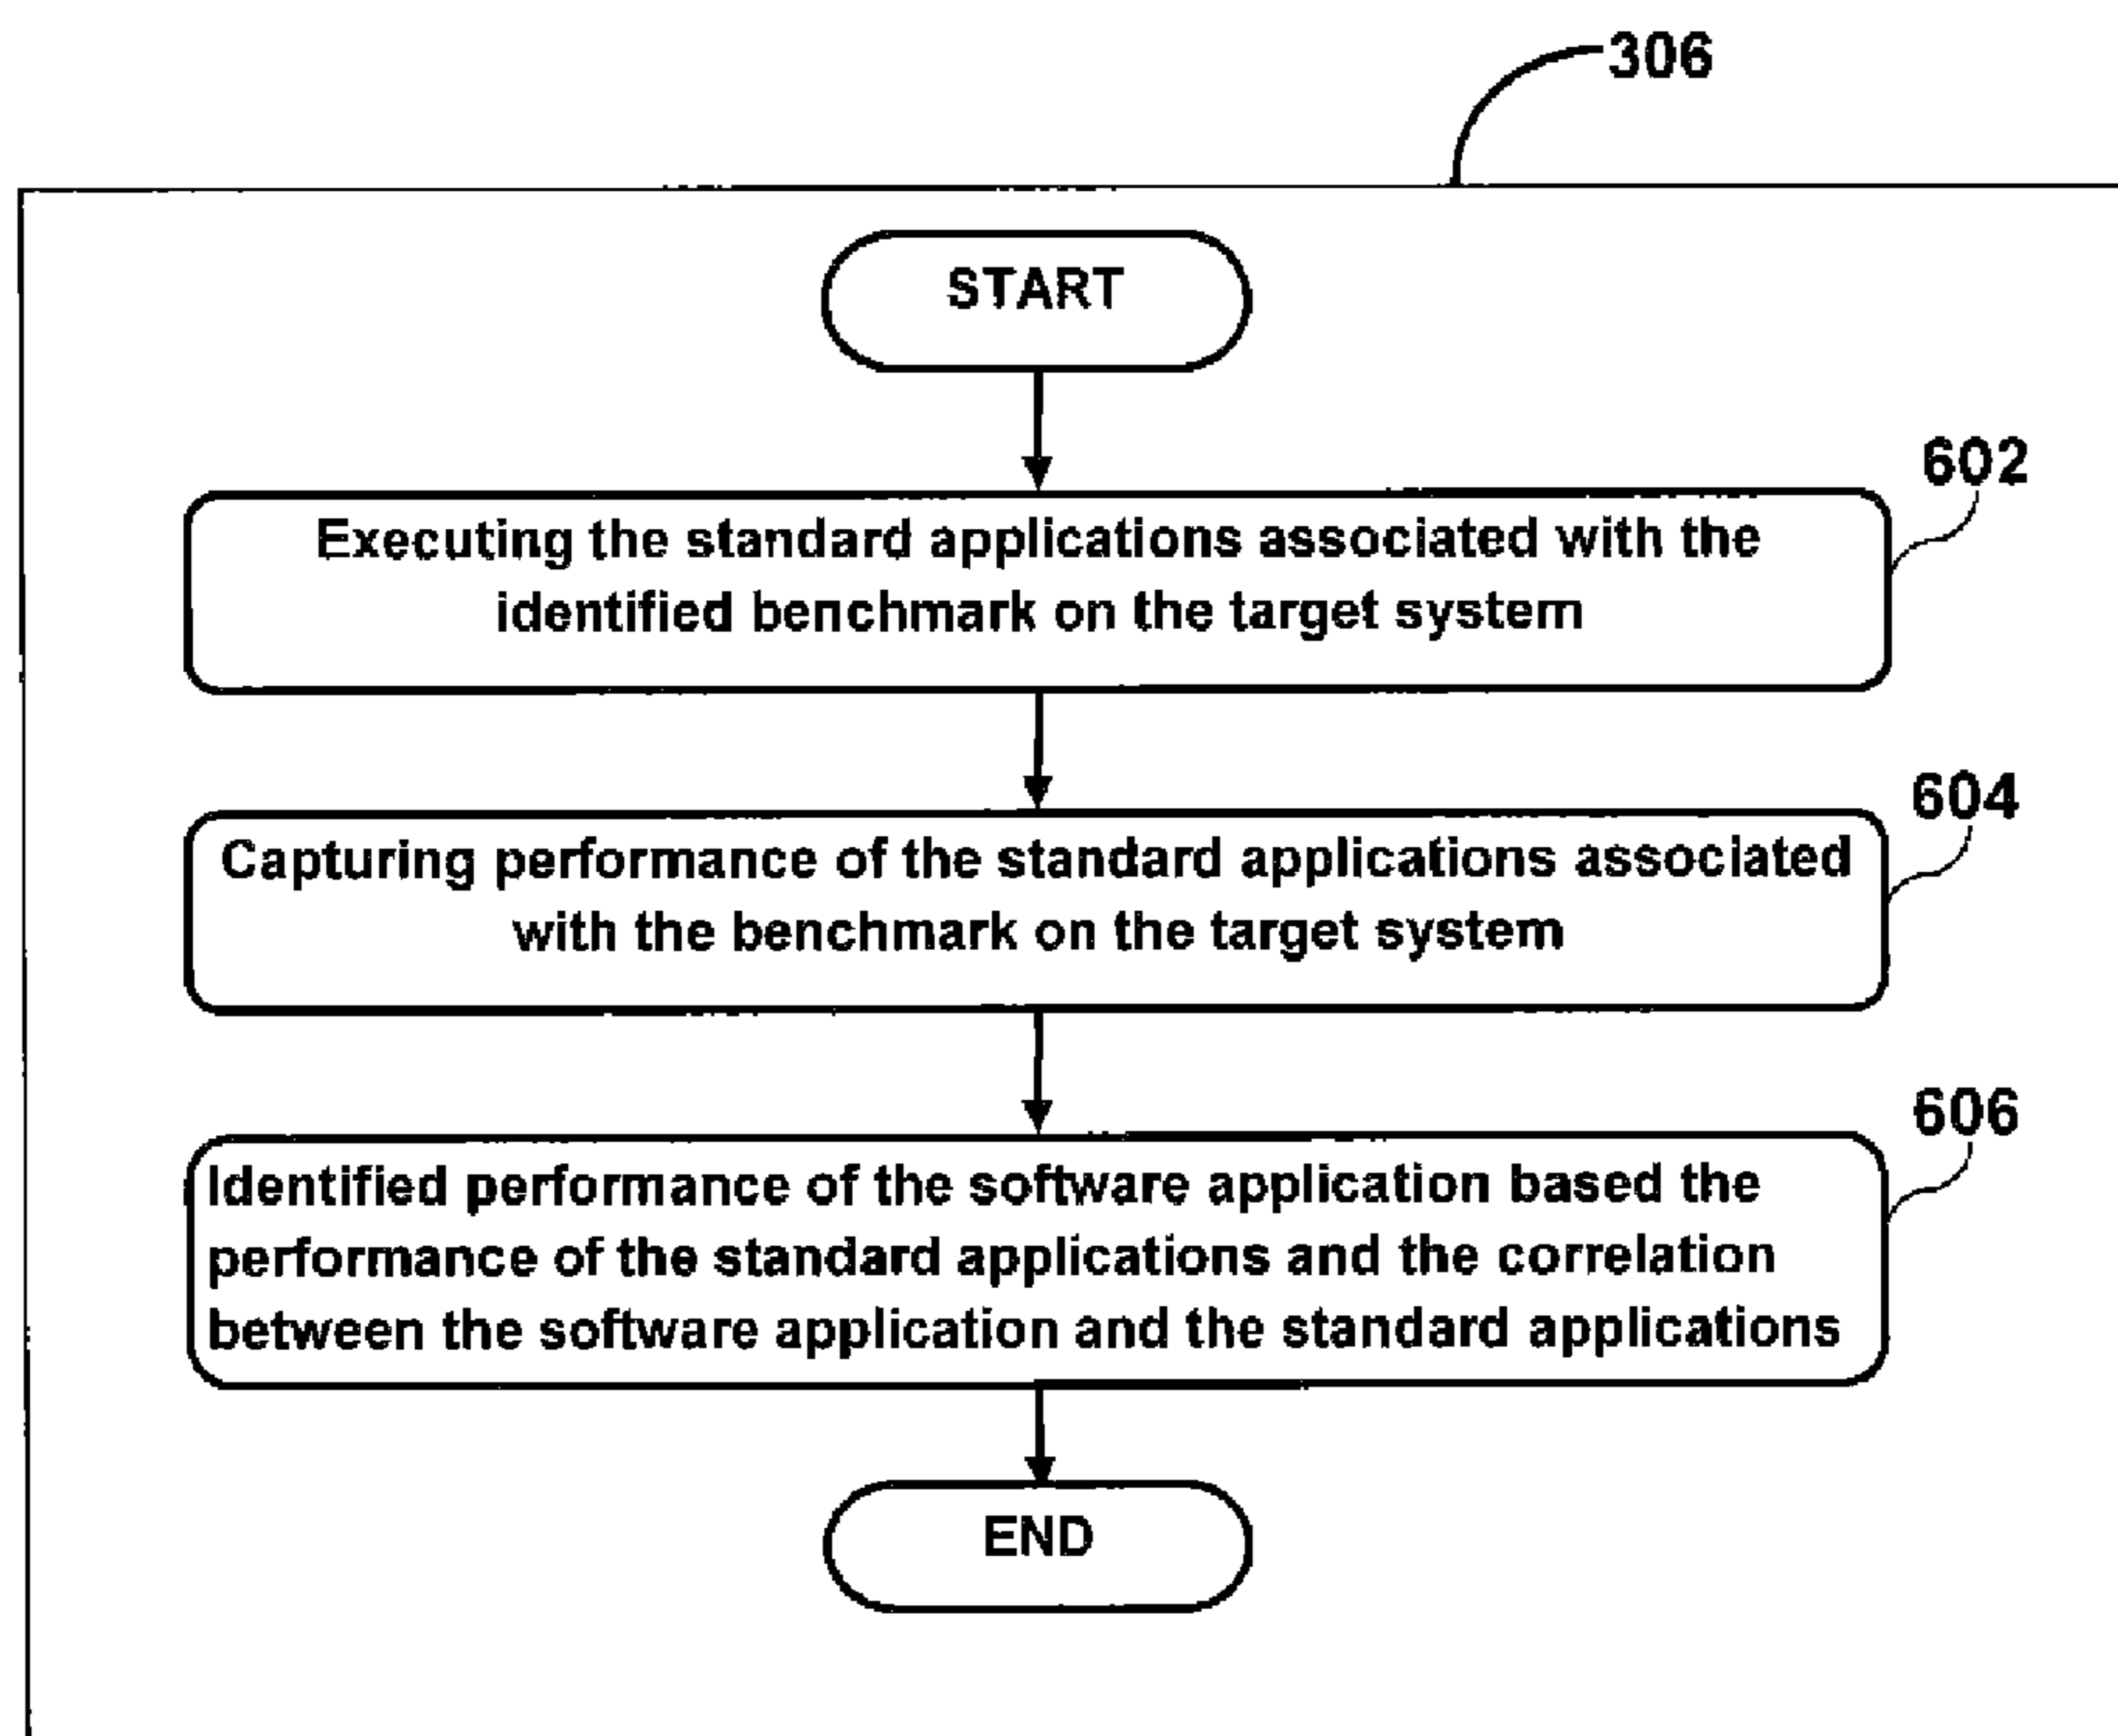 306
START
602
Executing the standard applications associated with the
identified benchmark on the target system
604
Capturing performance of the standard applications associated
with the benchmark on the target system
606
Identified performance of the software application based the
performance of the standard applications and the correlation
between the software application and the standard applications
END